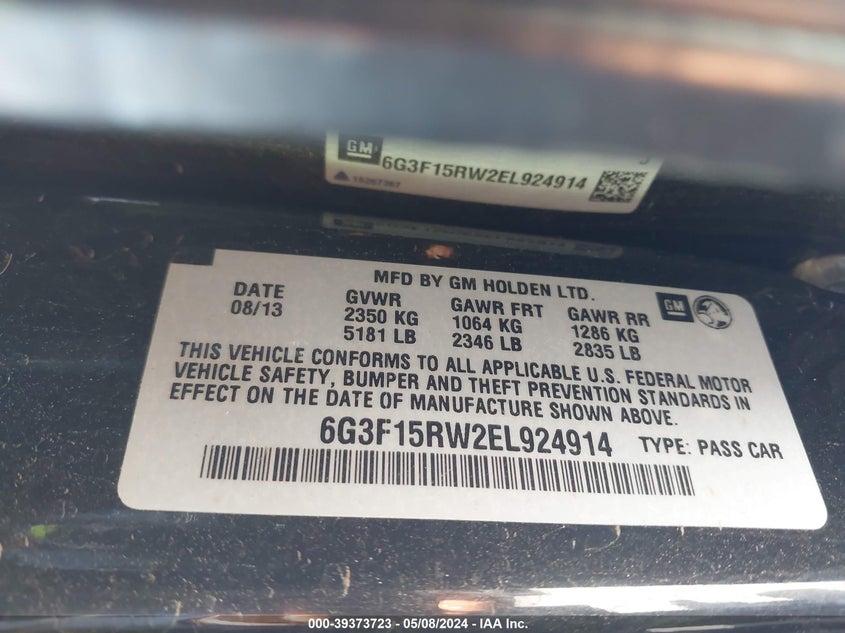 GM
6G3F15RW2EL924914
MFD BY GM HOLDEN LTD.
DATE GVWR GAWR FRT GAWR RR
08/13 2350 KG 1064 KG 1286 KG
5181 LB 2346 LB 2835 LB
GM
THIS VEHICLE CONFORMS TO ALL APPLICABLE U.S. FEDERAL MOTOR
VEHICLE SAFETY, BUMPER AND THEFT PREVENTION STANDARDS IN
EFFECT ON THE DATE OF MANUFACTURE SHOWN ABOVE.
6G3F15RW2EL924914 TYPE: PASS CAR
000-39373723 - 05/08/2024 - IAA Inc.